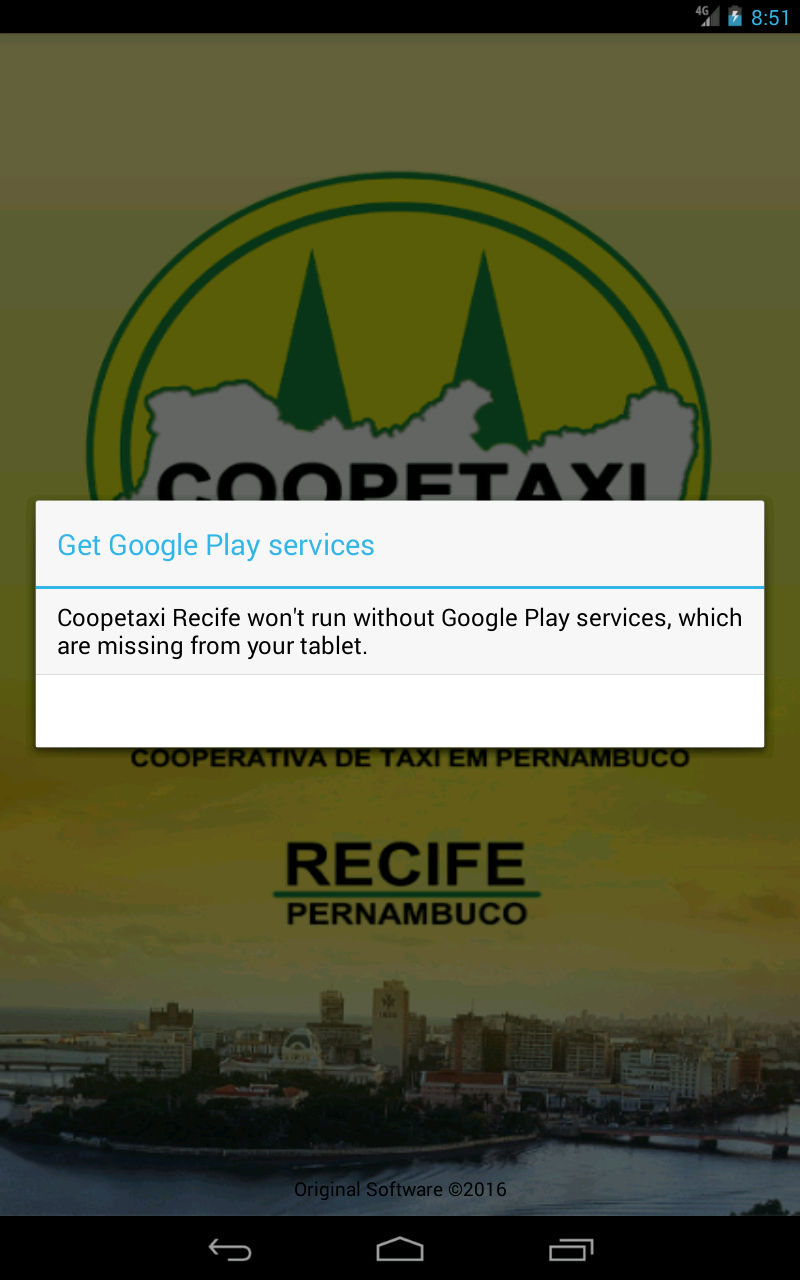 4G 8:51
COOPETAXI
Get Google Play services
Coopetaxi Recife won't run without Google Play services, which
are missing from your tablet.
COOPERATIVA DE TAXI EM PERNAMBUCO
RECIFE
PERNAMBUCO
Original Software ©2016